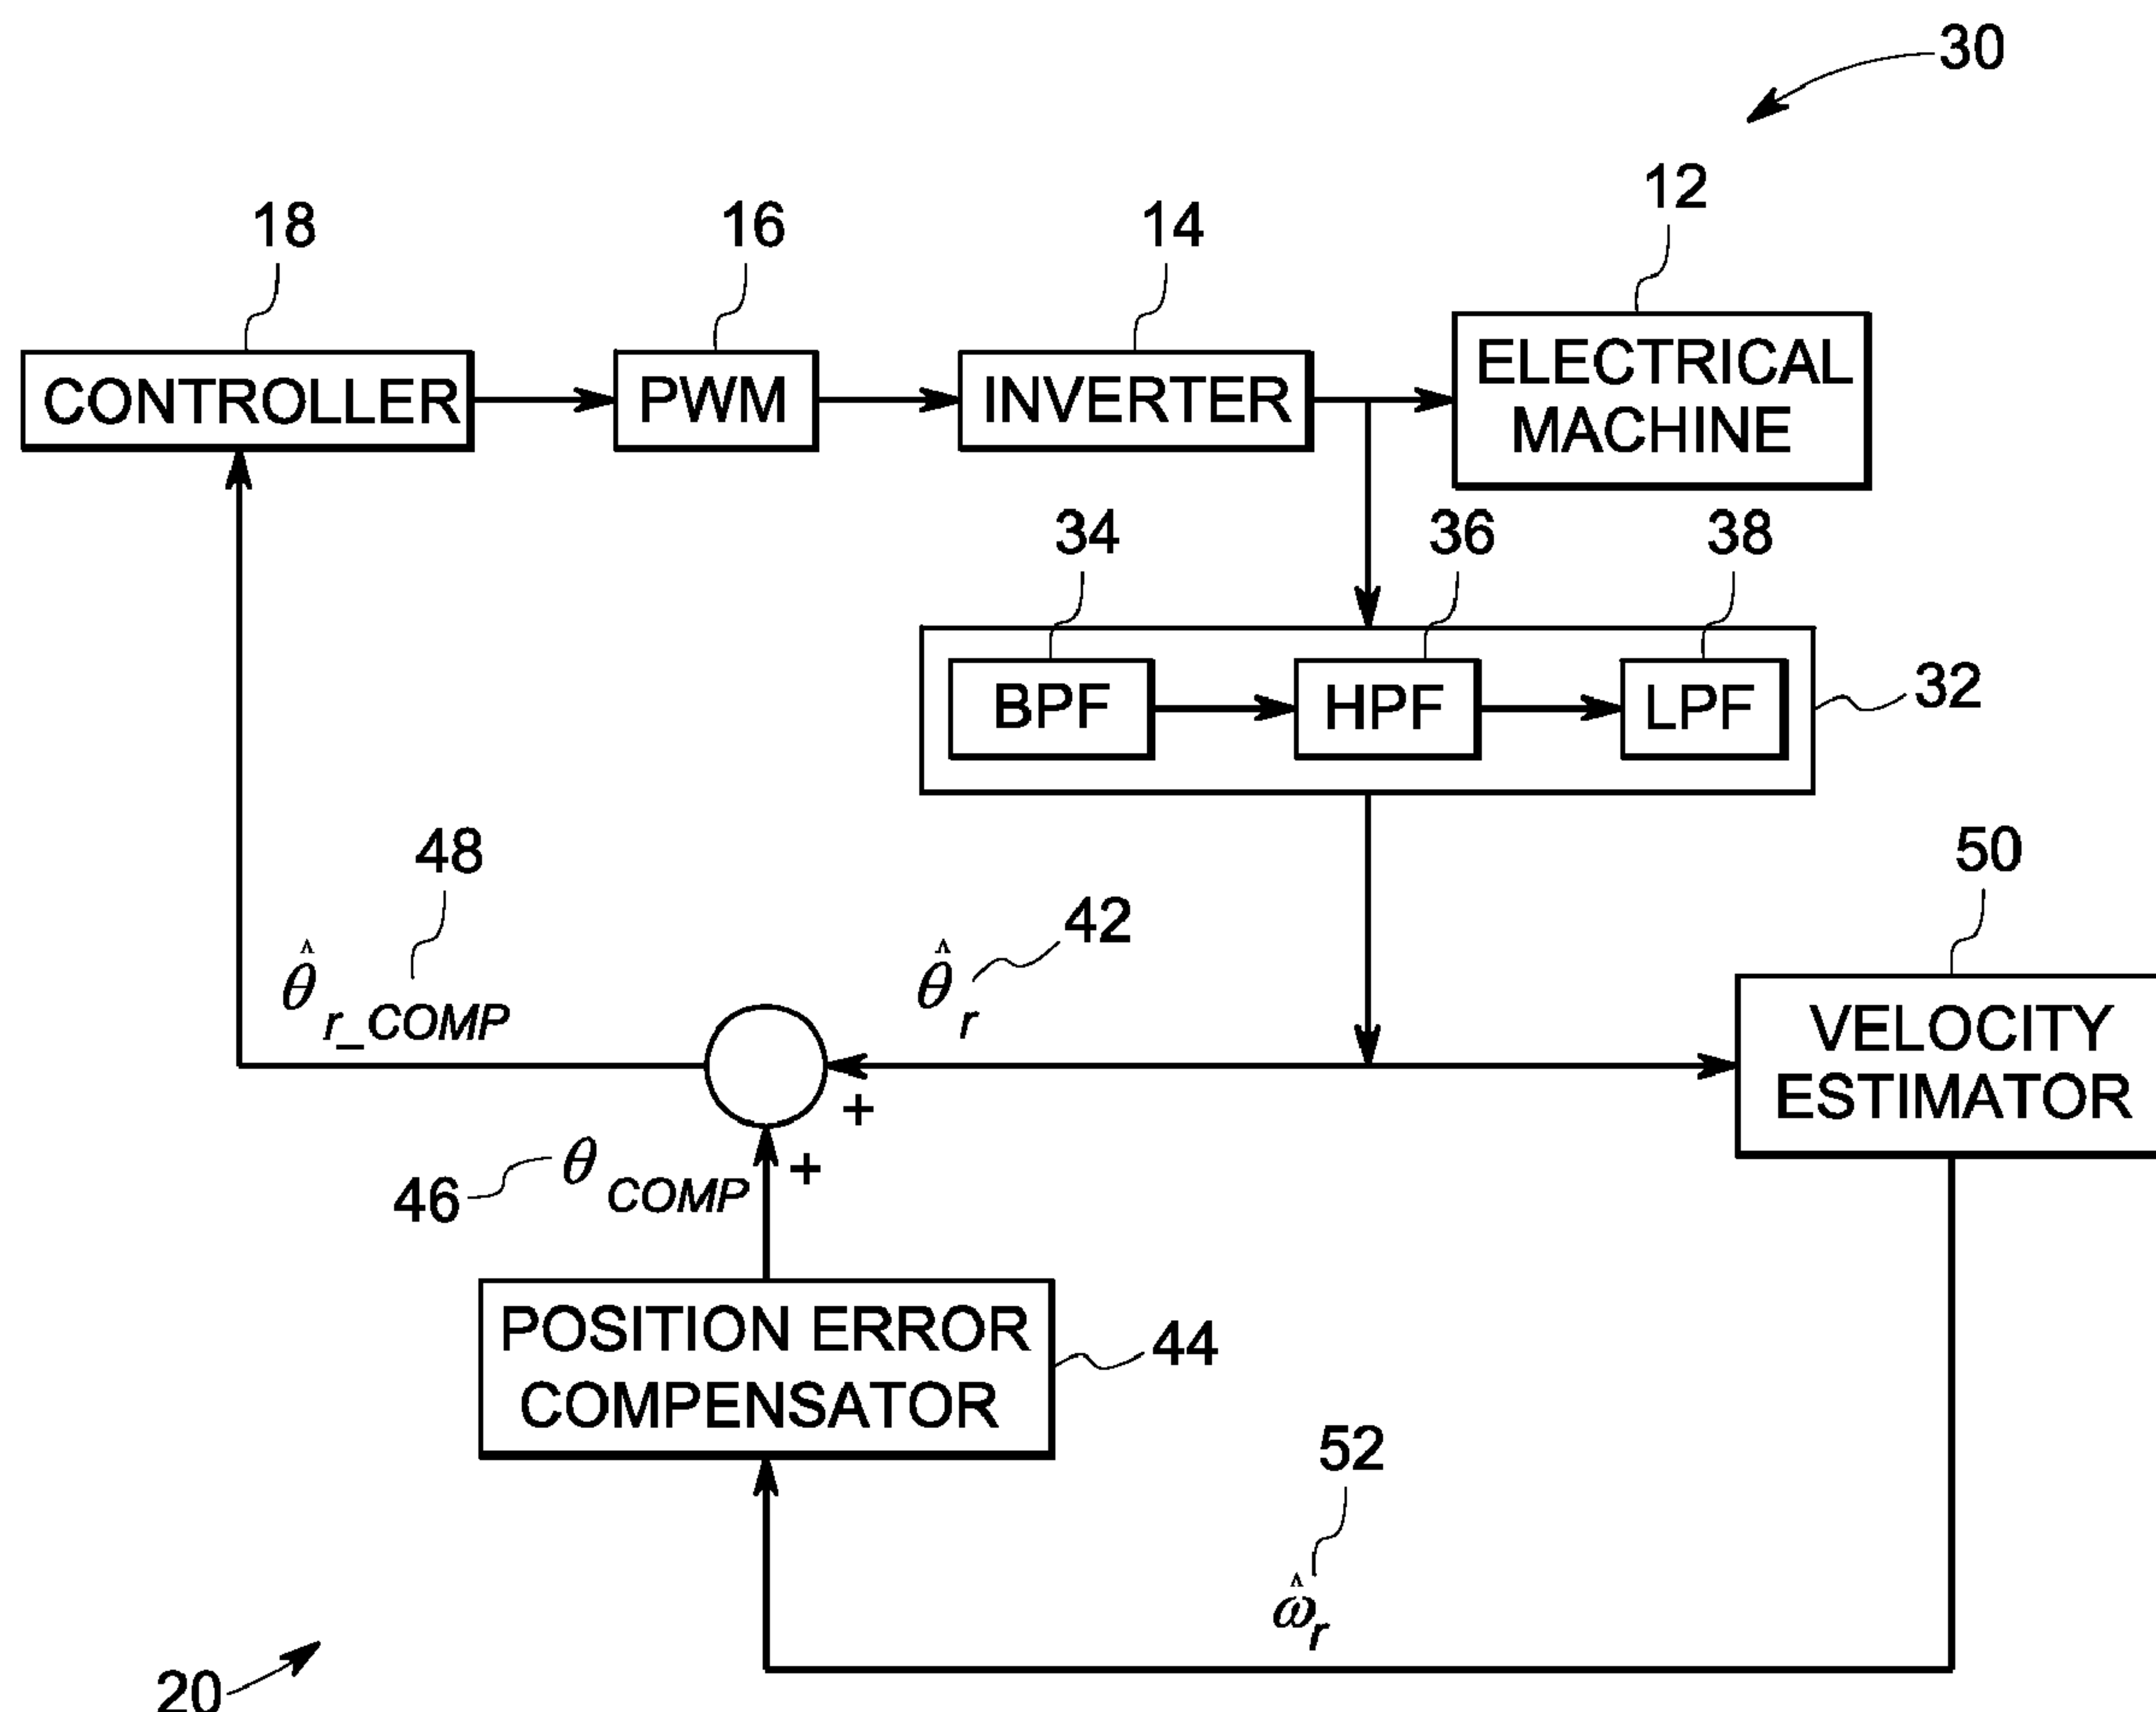 30
12
18
16
14
CONTROLLER
PWM
INVERTER
ELECTRICAL
MACHINE
34
36
38
BPF
HPF
LPF
32
48
42
50
θ̂ r_COMP
θ̂ r
VELOCITY
ESTIMATOR
+
+
46
θ COMP
POSITION ERROR
COMPENSATOR
44
52
ω̂r
20